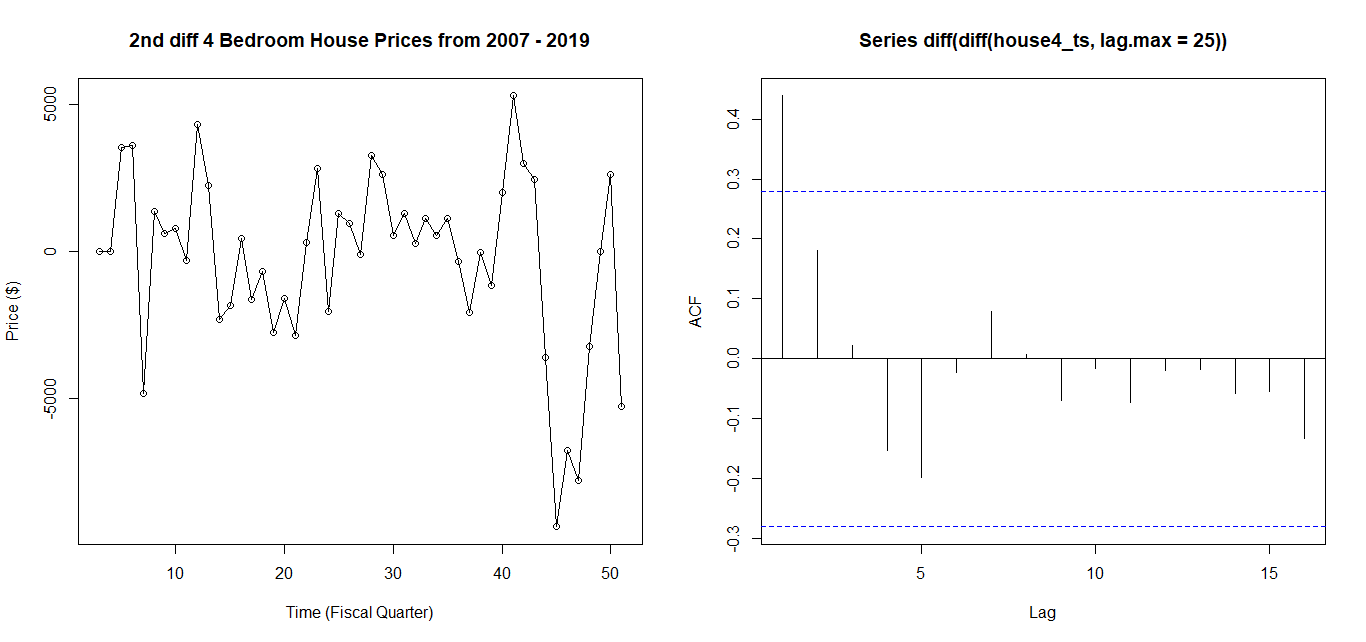 2nd diff 4 Bedroom House Prices from 2007 - 2019
Price ($)
5000
0
-5000
10 20 30 40 50
Time (Fiscal Quarter)
Series diff(diff(house4_ts, lag.max = 25))
ACF
0.4
0.3
0.2
0.1
0.0
-0.1
-0.2
-0.3
5 10 15
Lag